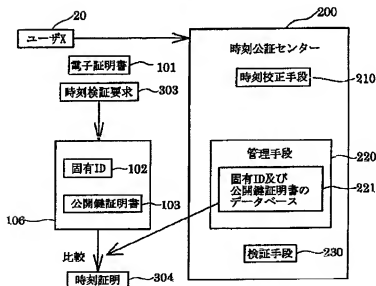 20
ユーザX
電子証明書
101
時刻検証要求
303
固有ID
102
公開鍵証明書
103
106
比較
時刻証明
304
200
時刻公証センター
時刻校正手段
210
管理手段
220
固有ID及び
公開鍵証明書の
データベース
221
検証手段
230